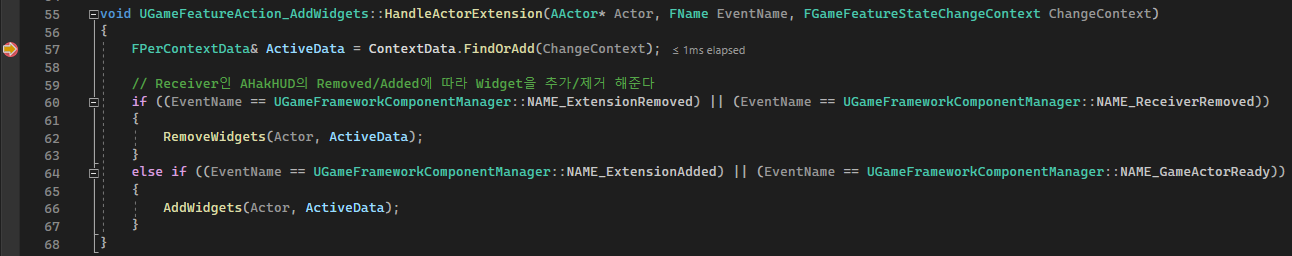 55 void UGameFeatureAction_AddWidgets::HandleActorExtension(AActor* Actor, FName EventName, FGameFeatureStateChangeContext ChangeContext)
56 {
57 FPerContextData& ActiveData = ContextData.FindOrAdd(ChangeContext); ≤ 1ms elapsed
58
59 // Receiver인 AHakHUD의 Removed/Added에 따라 Widget을 추가/제거 해준다
60 if ((EventName == UGameFrameworkComponentManager::NAME_ExtensionRemoved) || (EventName == UGameFrameworkComponentManager::NAME_ReceiverRemoved))
61 {
62 RemoveWidgets(Actor, ActiveData);
63 }
64 else if ((EventName == UGameFrameworkComponentManager::NAME_ExtensionAdded) || (EventName == UGameFrameworkComponentManager::NAME_GameActorReady))
65 {
66 AddWidgets(Actor, ActiveData);
67 }
68 }